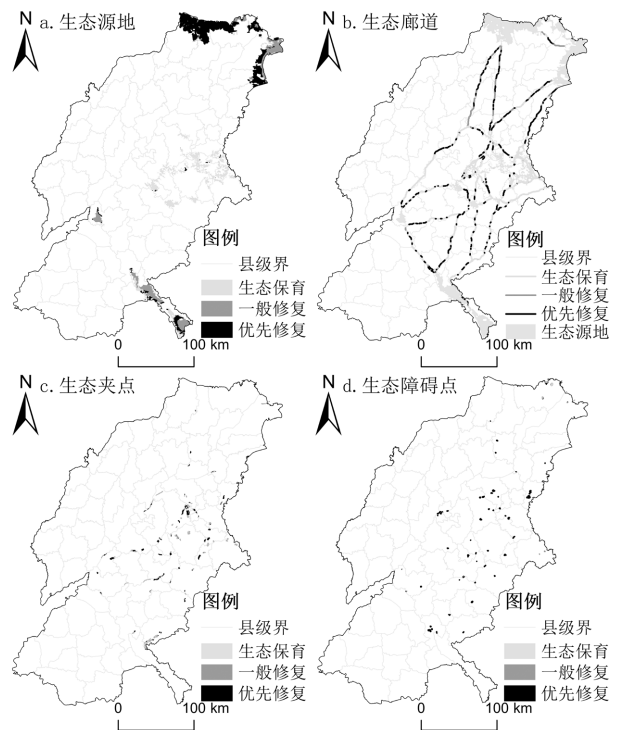 N
a. 生态源地
图例
县级界
生态保育
一般修复
优先修复
0
100 km
N
b. 生态廊道
图例
县级界
生态保育
一般修复
优先修复
生态源地
0
100 km
N
c. 生态夹点
图例
县级界
生态保育
一般修复
优先修复
0
100 km
N
d. 生态障碍点
图例
县级界
生态保育
一般修复
优先修复
0
100 km